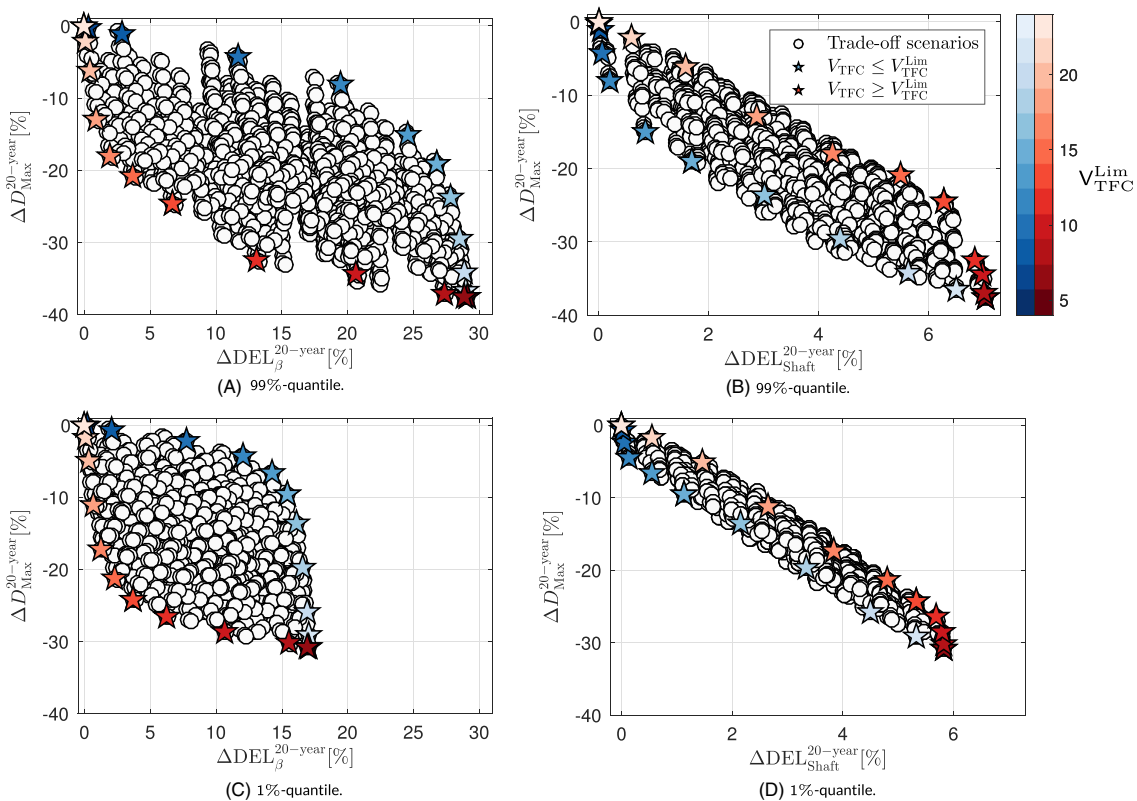 0
-10
-20
-30
-40
ΔD_Max^{20−year}[%]
0
5
10
15
20
25
30
ΔDEL_β^{20−year}[%]
(A) 99%-quantile.
0
-10
-20
-30
-40
ΔD_Max^{20−year}[%]
Trade-off scenarios
V_TFC ≤ V_TFC^Lim
V_TFC ≥ V_TFC^Lim
0
2
4
6
ΔDEL_Shaft^{20−year}[%]
(B) 99%-quantile.
20
15
10
5
V_TFC^Lim
0
-10
-20
-30
-40
ΔD_Max^{20−year}[%]
0
5
10
15
20
25
30
ΔDEL_β^{20−year}[%]
(C) 1%-quantile.
0
-10
-20
-30
-40
ΔD_Max^{20−year}[%]
0
2
4
6
ΔDEL_Shaft^{20−year}[%]
(D) 1%-quantile.